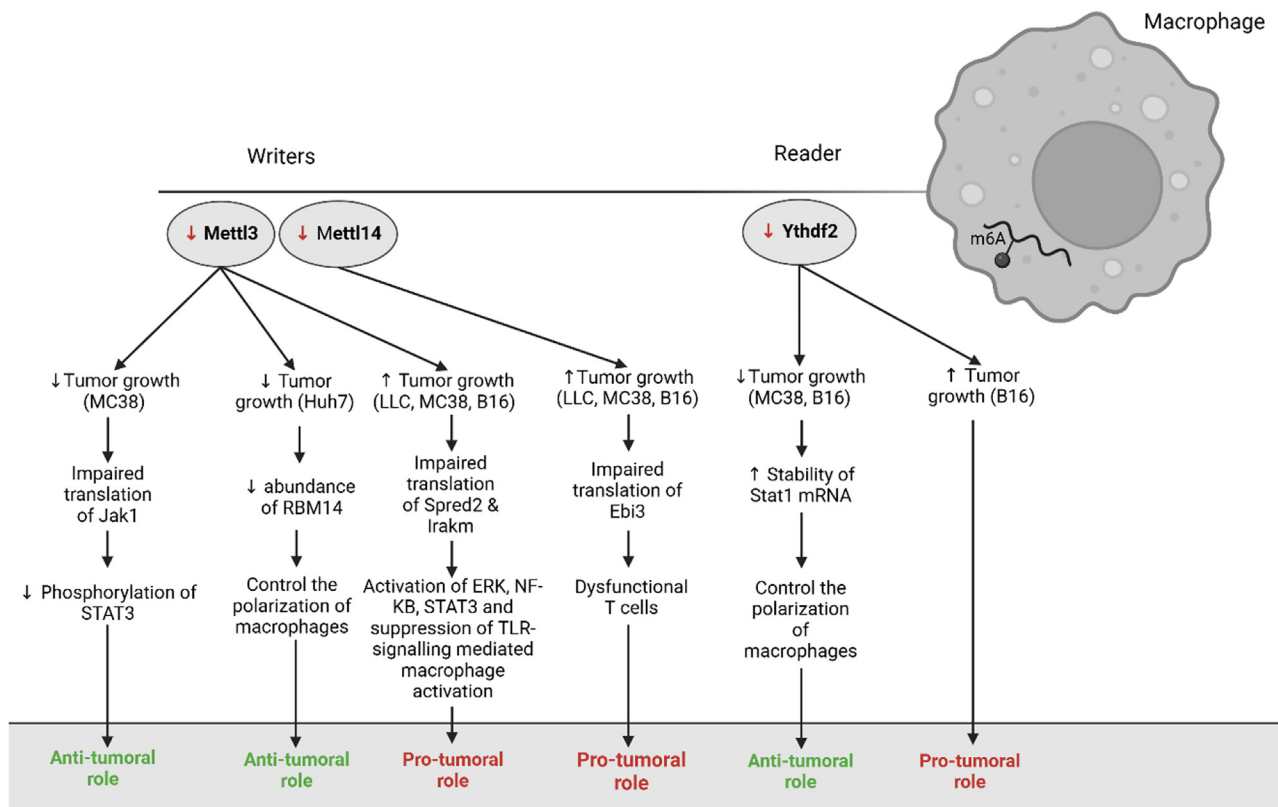 Macrophage
Writers
Reader
↓ Mettl3
↓ Mettl14
↓ Ythdf2
m6A
↓Tumor growth
(MC38)
Impaired
translation
of Jak1
↓ Phosphorylation of
STAT3
Anti-tumoral
role
↓ Tumor
growth (Huh7)
↓ abundance
of RBM14
Control the
polarization of
macrophages
Anti-tumoral
role
↑ Tumor growth
(LLC, MC38, B16)
Impaired
translation
of Spred2 &
Irakm
Activation of ERK, NF-
KB, STAT3 and
suppression of TLR-
signalling mediated
macrophage
activation
Pro-tumoral
role
↑Tumor growth
(LLC, MC38, B16)
Impaired
translation of
Ebi3
Dysfunctional
T cells
Pro-tumoral
role
↓Tumor growth
(MC38, B16)
↑ Stability of
Stat1 mRNA
Control the
polarization
of
macrophages
Anti-tumoral
role
↑ Tumor
growth (B16)
Pro-tumoral
role